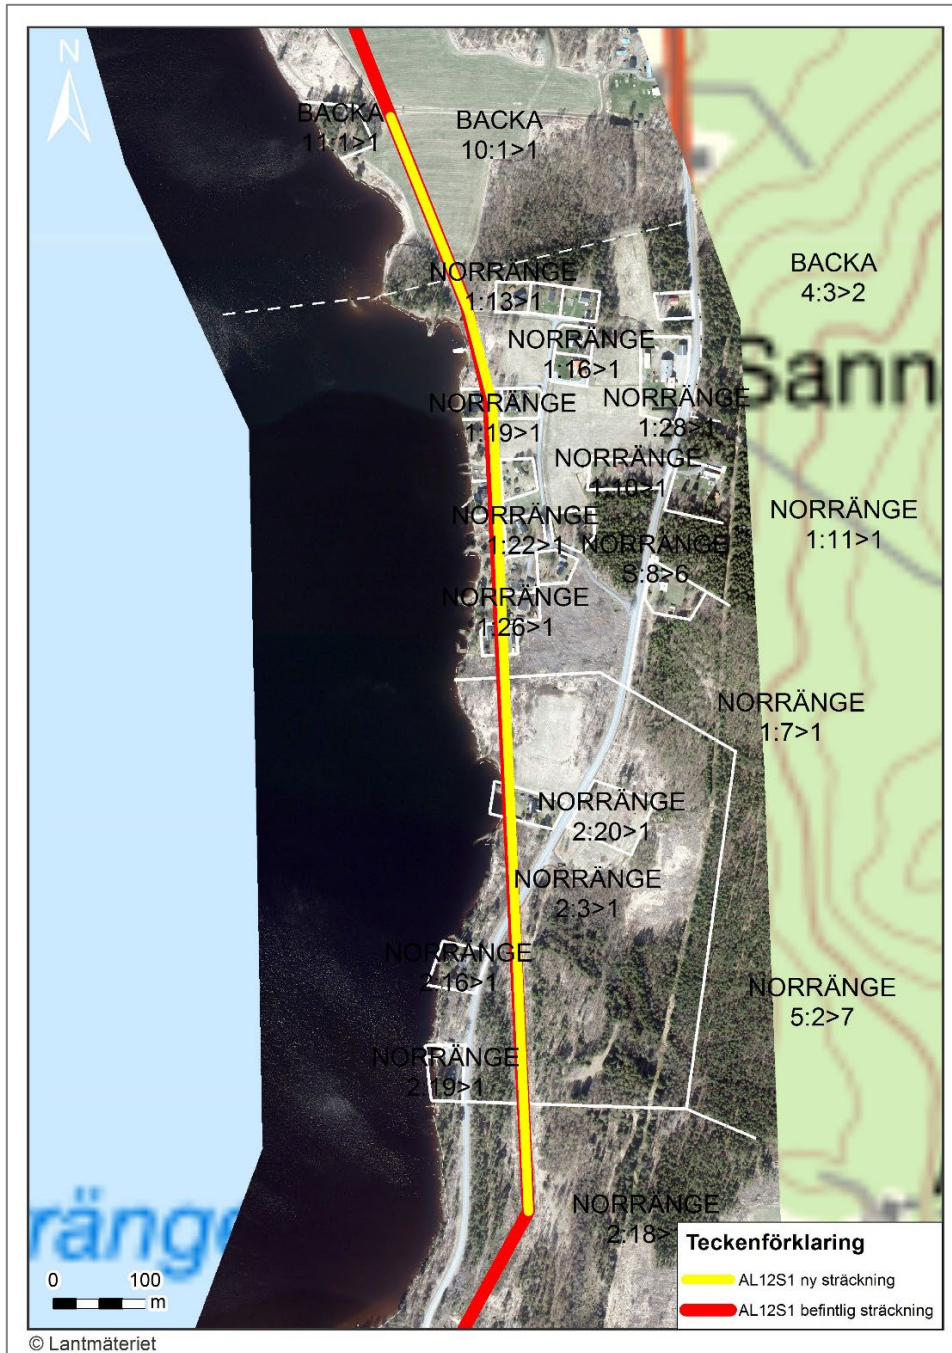 N
BACKA
11:1>1
BACKA
10:1>1
BACKA
4:3>2
NORRÄNGE
1:13>1
NORRÄNGE
1:16>1
Sann
NORRÄNGE
1:19>1
NORRÄNGE
1:28>1
NORRÄNGE
1:10>1
NORRÄNGE
1:11>1
NORRÄNGE
1:22>1
NORRÄNGE
S:8>6
NORRÄNGE
1:26>1
NORRÄNGE
1:7>1
NORRÄNGE
2:20>1
NORRÄNGE
2:3>1
NORRÄNGE
2:16>1
NORRÄNGE
5:2>7
NORRÄNGE
2:19>1
NORRÄNGE
2:18>
ränge
0 100
m
Teckenförklaring
AL12S1 ny sträckning
AL12S1 befintlig sträckning
© Lantmäteriet